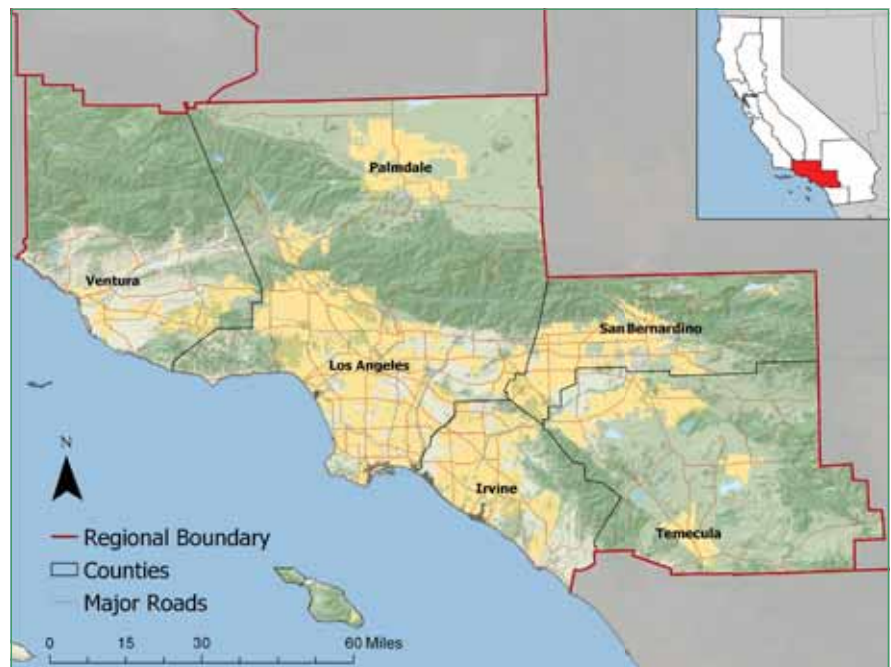 Palmdale
Ventura
San Bernardino
Los Angeles
Irvine
Temecula
N
Regional Boundary
Counties
Major Roads
0 15 30 60 Miles